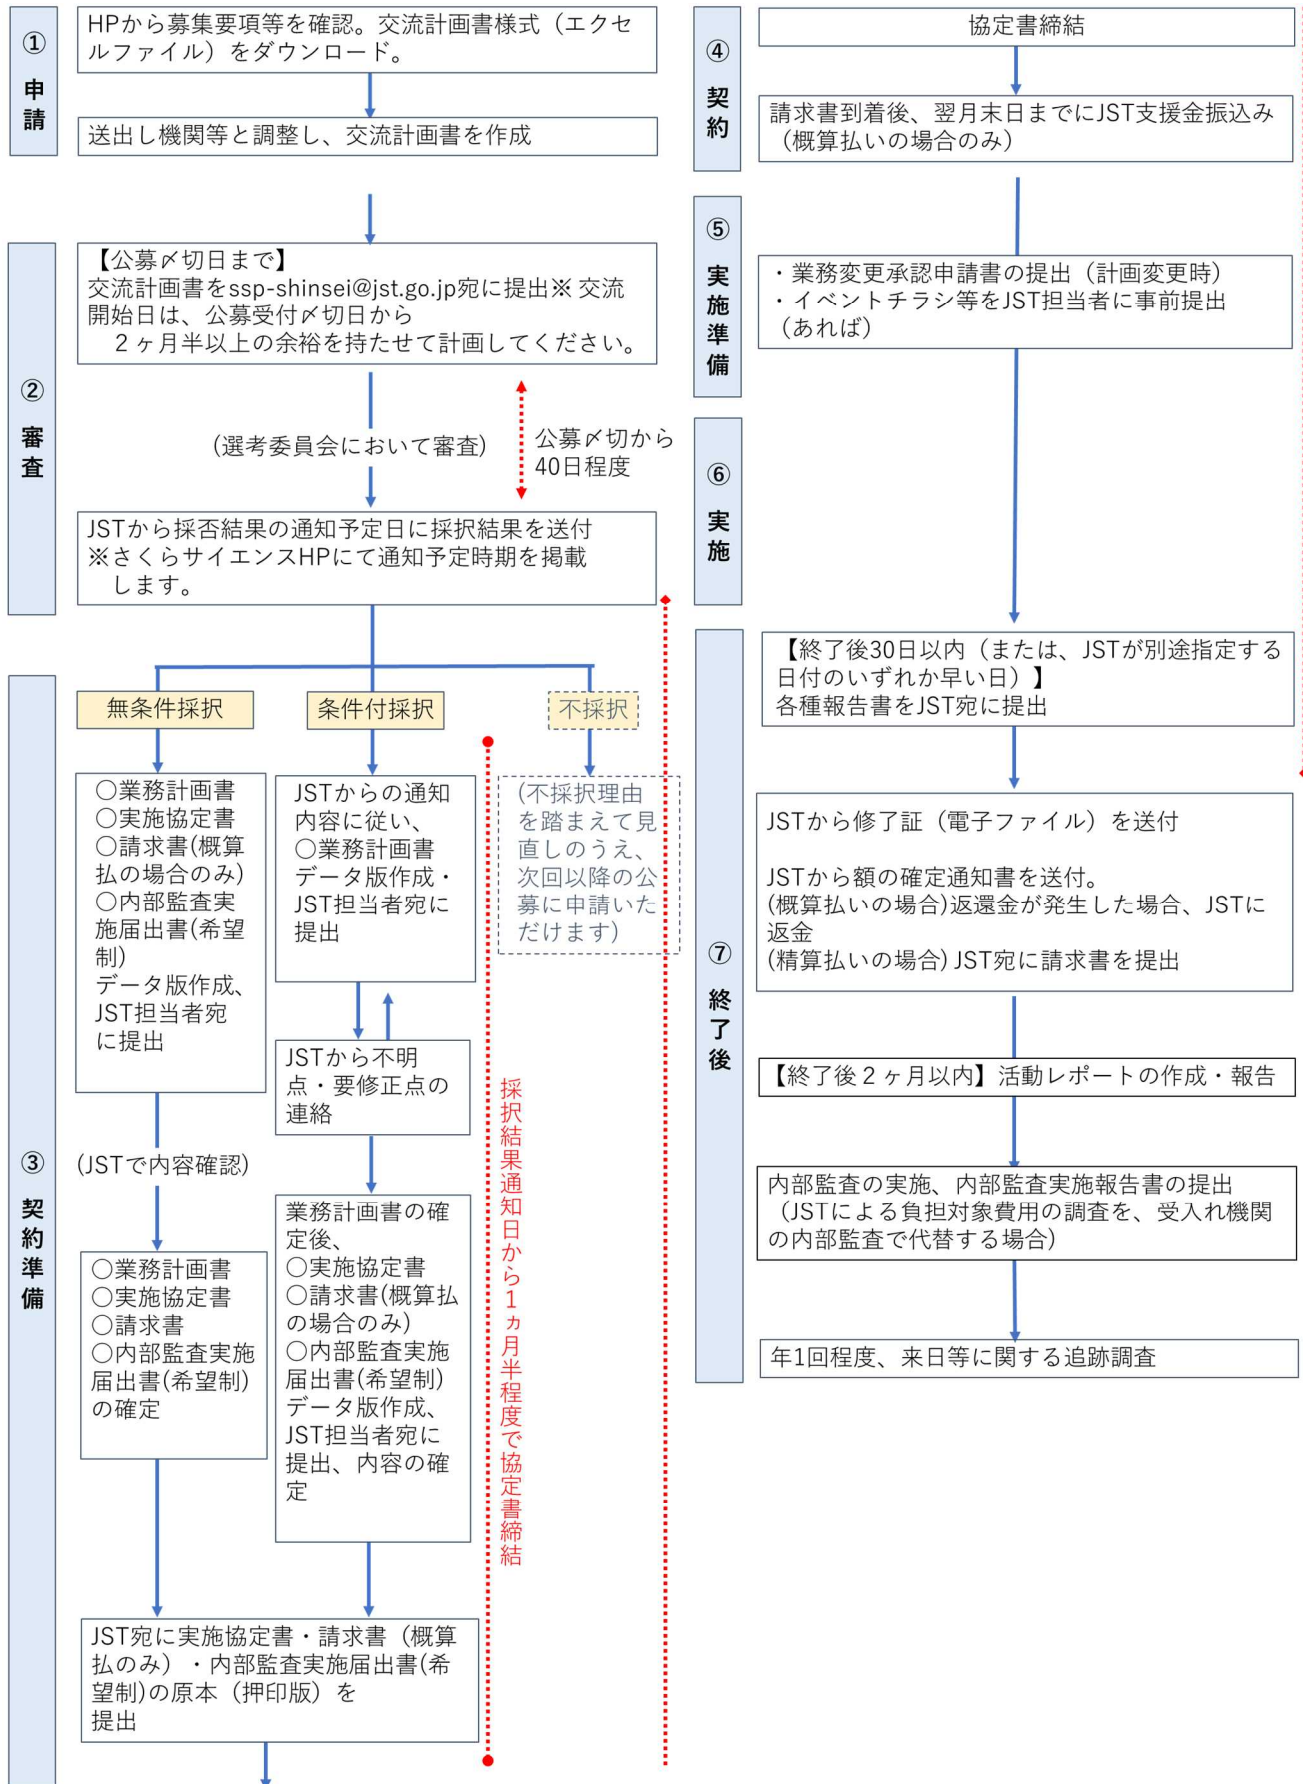 ①
申
請
HPから募集要項等を確認。交流計画書様式（エクセ
ルファイル）をダウンロード。
送出し機関等と調整し、交流計画書を作成
②
審
査
【公募〆切日まで】
交流計画書をssp-shinsei@jst.go.jp宛に提出※ 交流
開始日は、公募受付〆切日から
２ヶ月半以上の余裕を持たせて計画してください。
(選考委員会において審査)
公募〆切から
40日程度
JSTから採否結果の通知予定日に採択結果を送付
※さくらサイエンスHPにて通知予定時期を掲載
します。
③
契
約
準
備
無条件採択
条件付採択
不採択
○業務計画書
○実施協定書
○請求書(概算
払の場合のみ)
○内部監査実
施届出書(希望
制)
データ版作成、
JST担当者宛
に提出
(JSTで内容確認)
○業務計画書
○実施協定書
○請求書
○内部監査実施
届出書(希望制)
の確定
JSTからの通知
内容に従い、
○業務計画書
データ版作成・
JST担当者宛に
提出
JSTから不明
点・要修正点の
連絡
業務計画書の確
定後、
○実施協定書
○請求書(概算払
の場合のみ)
○内部監査実施
届出書(希望制)
データ版作成、
JST担当者宛に
提出、内容の確
定
(不採択理由
を踏まえて見
直しのうえ、
次回以降の公
募に申請いた
だけます)
採択結果通知日から１ヵ月半程度で協定書締結
JST宛に実施協定書・請求書（概算
払のみ）・内部監査実施届出書(希
望制)の原本（押印版）を
提出
④
契
約
協定書締結
請求書到着後、翌月末日までにJST支援金振込み
（概算払いの場合のみ）
⑤
実
施
準
備
・業務変更承認申請書の提出（計画変更時）
・イベントチラシ等をJST担当者に事前提出
（あれば）
⑥
実
施
⑦
終
了
後
【終了後30日以内（または、JSTが別途指定する
日付のいずれか早い日）】
各種報告書をJST宛に提出
JSTから修了証（電子ファイル）を送付
JSTから額の確定通知書を送付。
(概算払いの場合)返還金が発生した場合、JSTに
返金
(精算払いの場合) JST宛に請求書を提出
【終了後２ヶ月以内】活動レポートの作成・報告
内部監査の実施、内部監査実施報告書の提出
（JSTによる負担対象費用の調査を、受入れ機関
の内部監査で代替する場合）
年1回程度、来日等に関する追跡調査